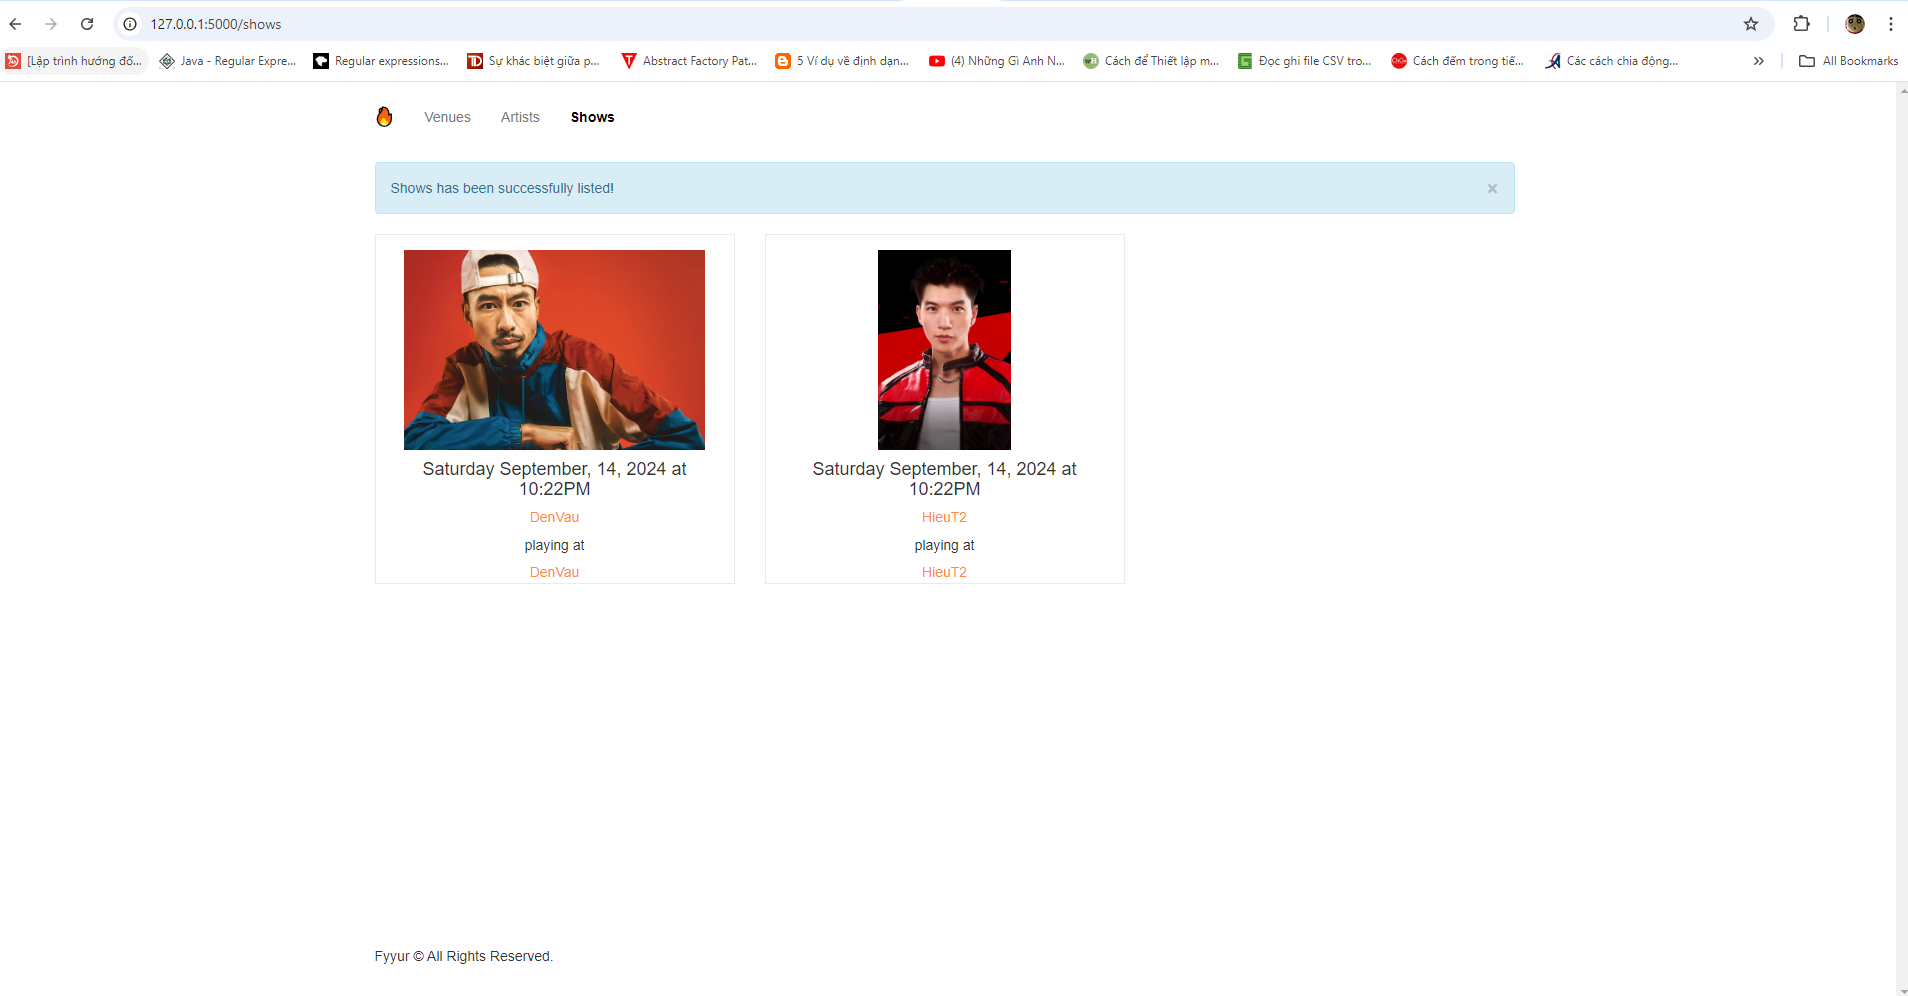 127.0.0.1:5000/shows
[Lập trình hướng đố...
Java - Regular Expre...
Regular expressions...
Sự khác biệt giữa p...
Abstract Factory Pat...
5 Ví dụ về định dạn...
(4) Những Gì Anh N...
Cách để Thiết lập m...
Đọc ghi file CSV tro...
Cách đếm trong tiế...
Các cách chia động...
All Bookmarks
Venues Artists Shows
Shows has been successfully listed!
×
Saturday September, 14, 2024 at
10:22PM
DenVau
playing at
DenVau
Saturday September, 14, 2024 at
10:22PM
HieuT2
playing at
HieuT2
Fyyur © All Rights Reserved.